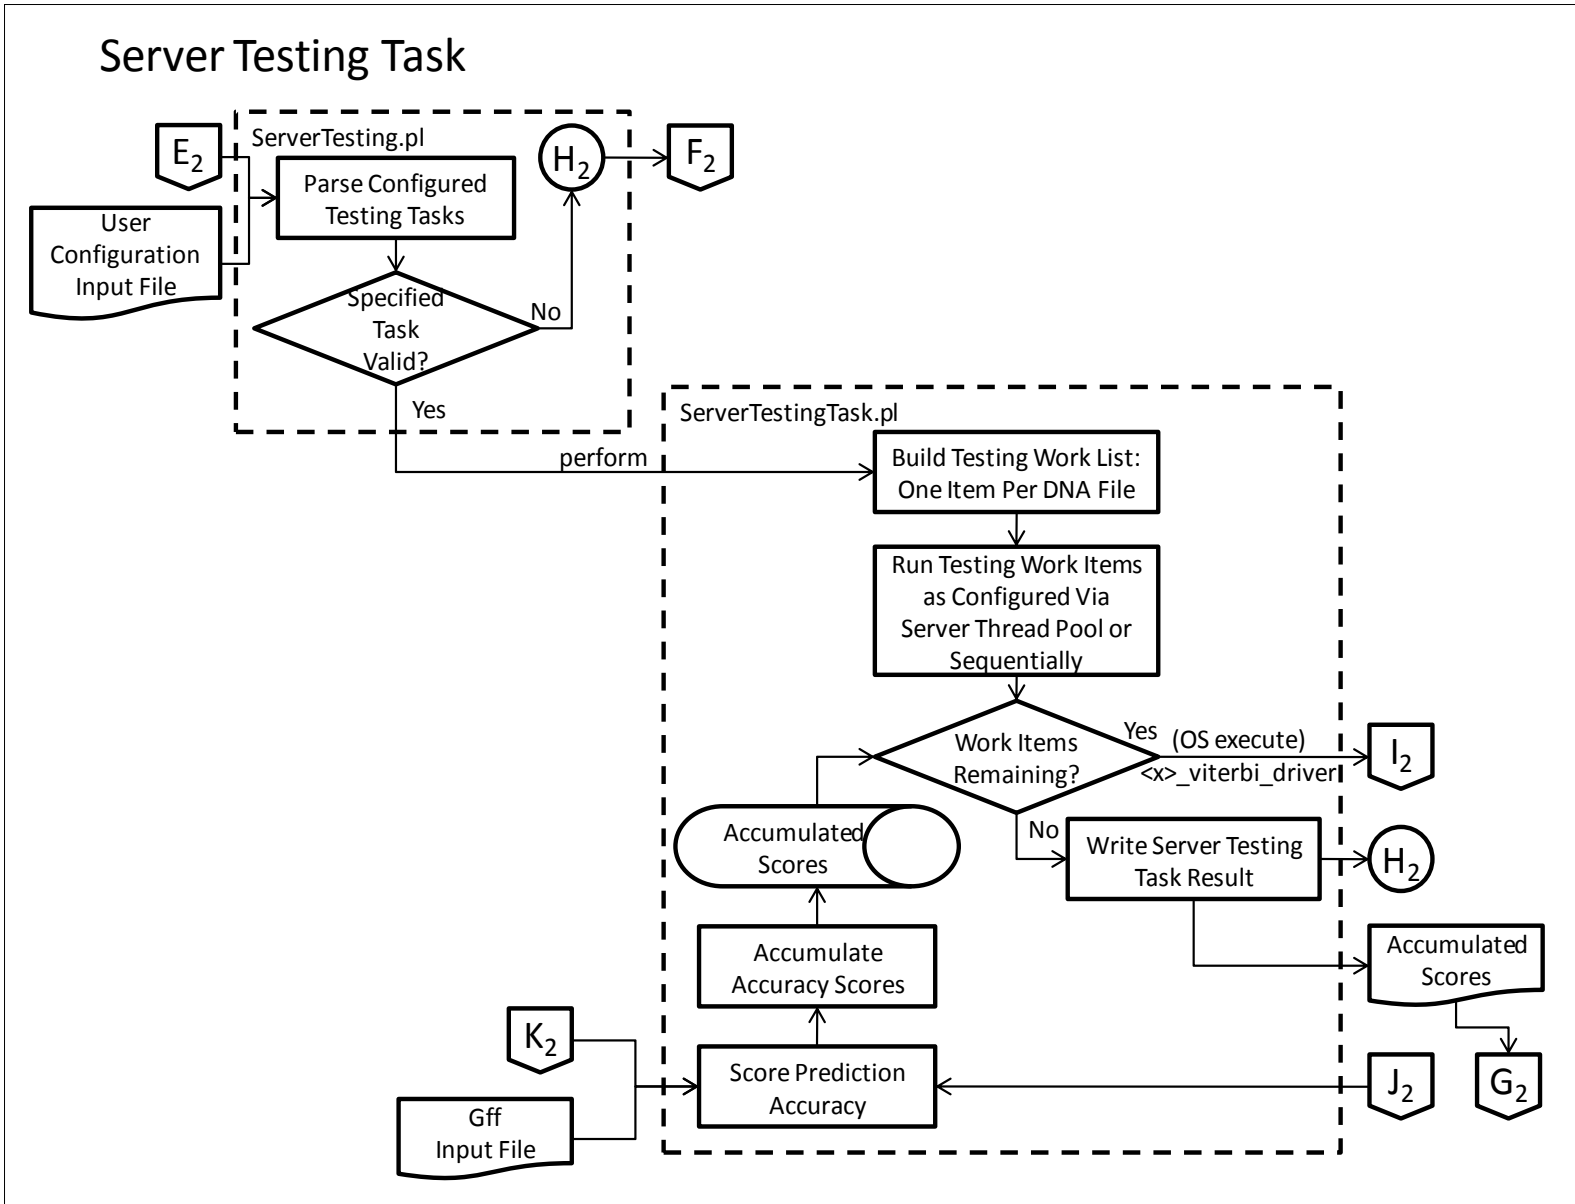 Server Testing Task
ServerTesting.pl
E2
H2
F2
Parse Configured
Testing Tasks
User
Configuration
Input File
Specified
Task
Valid?
No
Yes
perform
ServerTestingTask.pl
Build Testing Work List:
One Item Per DNA File
Run Testing Work Items
as Configured Via
Server Thread Pool or
Sequentially
Work Items
Remaining?
Yes
(OS execute)
<x>_viterbi_driver
I2
No
Accumulated
Scores
Write Server Testing
Task Result
H2
Accumulate
Accuracy Scores
Accumulated
Scores
K2
Score Prediction
Accuracy
J2
G2
Gff
Input File